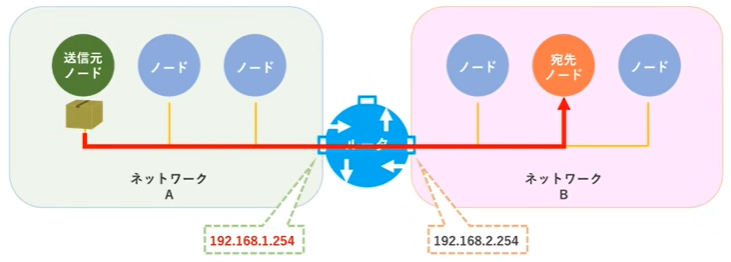 送信元
ノード
ノード
ノード
ノード
宛先
ノード
ノード
ルータ
ネットワーク
A
ネットワーク
B
192.168.1.254
192.168.2.254